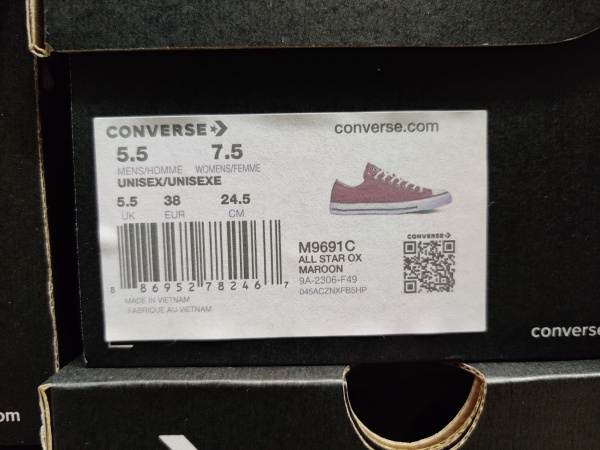 CONVERSE
converse.com
5.5 7.5
MENS/HOMME WOMENS/FEMME
UNISEX/UNISEXE
5.5 38 24.5
UK EUR CM
M9691C
ALL STAR OX
MAROON
9A-2306-F49
045ACZNXFB5HP
CONVERSE
8 86952 78246 7
MADE IN VIETNAM
FABRIQUE AU VIETNAM
converse
om